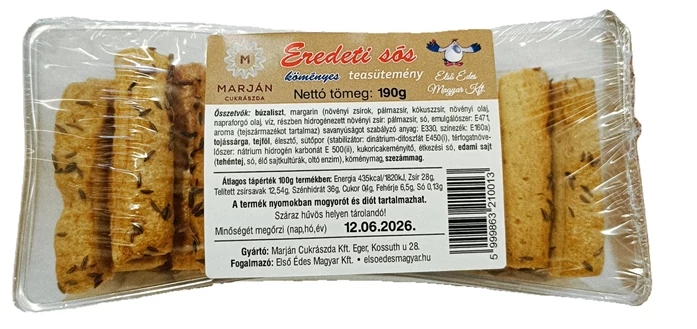 M
MARJÁN
CUKRÁSZDA
Eredeti sós
köményes teasütemény
Első Édes
Magyar Kft.
Nettó tömeg: 190g
Összetevők: búzaliszt, margarin (növényi zsírok, pálmazsír, kókuszzsír, növényi olaj,
napraforgó olaj, víz, részben hidrogénezett növényi zsír: pálmazsír, só, emulgálószer: E471,
aroma (tejszármazékot tartalmaz) savanyúságot szabályzó anyag: E330, színezék: E160a)
tojássárga, tejföl, élesztő, sütőpor (stabilizátor: dinátrium-difoszfát E450(i), térfogatnöve-
lőszer: nátrium hidrogén karbonát E 500(ii), kukoricakeményítő, étkezési só, edami sajt
(tehéntej, só, élő sajtkultúrák, oltó enzim), köménymag, szezámmag.
Átlagos tápérték 100g termékben: Energia 435kcal/1820kJ, Zsír 28g,
Telített zsírsavak 12,54g, Szénhidrát 36g, Cukor 0,1g, Fehérje 6,5g, Só 0,13g
A termék nyomokban mogyorót és diót tartalmazhat.
Száraz hűvös helyen tárolandó!
Minőségét megőrzi (nap,hó,év) 12.06.2026.
Gyártó: Marján Cukrászda Kft. Eger, Kossuth u 28.
Fogalmazó: Első Édes Magyar Kft. • elsoedesmagyar.hu
5 999863 210013